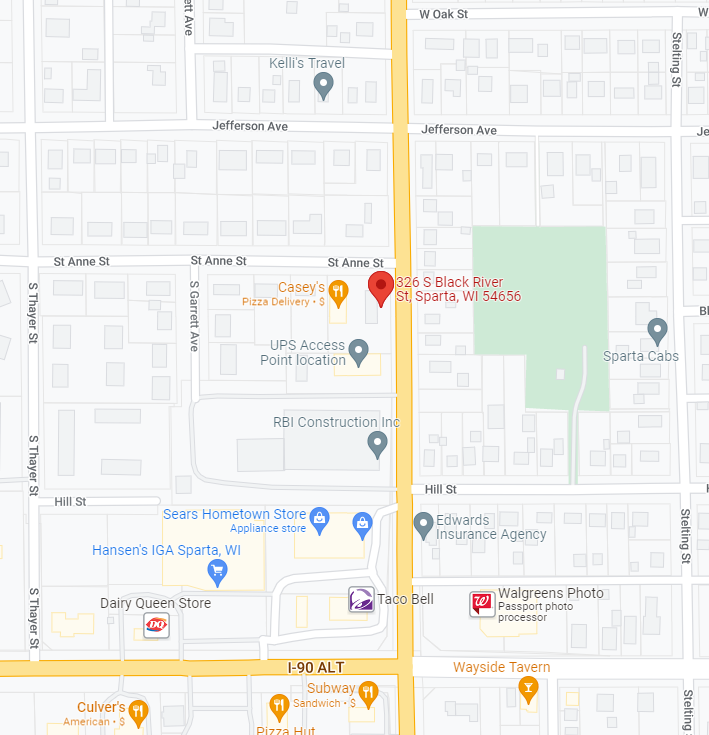 ett Ave
W Oak St
W
Stelting St
Kelli's Travel
Jefferson Ave
Jefferson Ave
Je
St Anne St
St Anne St
St Anne St
S Thayer St
S Garrett Ave
Casey's
Pizza Delivery • $
326 S Black River
St, Sparta, WI 54656
Bl
UPS Access
Point location
Sparta Cabs
RBI Construction Inc
S Thayer St
Hill St
Hill St
H
Sears Hometown Store
Appliance store
Edwards
Insurance Agency
Stelting St
Hansen's IGA Sparta, WI
S Thayer St
Dairy Queen Store
DQ
Taco Bell
Walgreens Photo
Passport photo
processor
W
I-90 ALT
Wayside Tavern
Subway
Sandwich • $
Culver's
American • $
Pizza Hut
Stelting